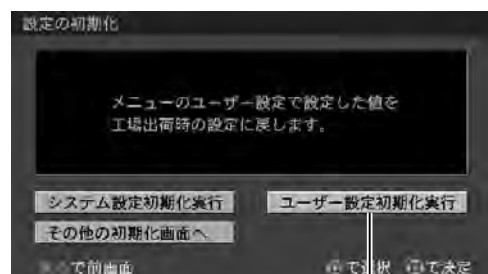 設定の初期化
メニューのユーザー設定で設定した値を
工場出荷時の設定に戻します。
システム設定初期化実行
ユーザー設定初期化実行
その他の初期化画面へ
で前画面
で選択 で決定